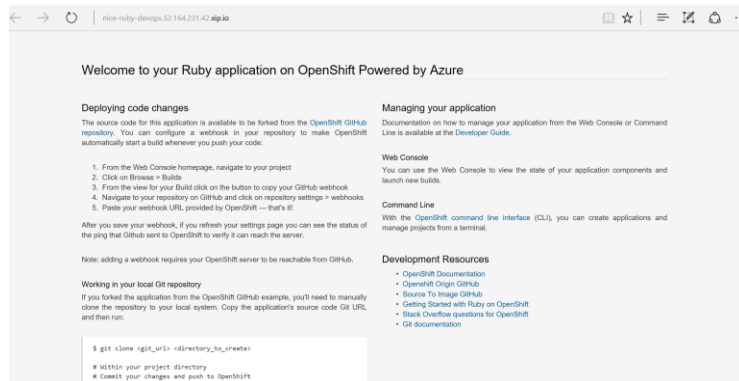 nice-ruby-devops.52.164.231.42.xip.io
Welcome to your Ruby application on OpenShift Powered by Azure
Deploying code changes
The source code for this application is available to be forked from the OpenShift GitHub
repository. You can configure a webhook in your repository to make OpenShift
automatically start a build whenever you push your code:
1. From the Web Console homepage, navigate to your project
2. Click on Browse > Builds
3. From the view for your Build click on the button to copy your GitHub webhook
4. Navigate to your repository on GitHub and click on repository settings > webhooks
5. Paste your webhook URL provided by OpenShift — that's it!
After you save your webhook, if you refresh your settings page you can see the status of
the ping that Github sent to OpenShift to verify it can reach the server.
Note: adding a webhook requires your OpenShift server to be reachable from GitHub.
Working in your local Git repository
If you forked the application from the OpenShift GitHub example, you'll need to manually
clone the repository to your local system. Copy the application's source code Git URL
and then run:
$ git clone <git_url> <directory_to_create>
# Within your project directory
# Commit your changes and push to OpenShift
Managing your application
Documentation on how to manage your application from the Web Console or Command
Line is available at the Developer Guide.
Web Console
You can use the Web Console to view the state of your application components and
launch new builds.
Command Line
With the OpenShift command line interface (CLI), you can create applications and
manage projects from a terminal.
Development Resources
• OpenShift Documentation
• Openshift Origin GitHub
• Source To Image GitHub
• Getting Started with Ruby on OpenShift
• Stack Overflow questions for OpenShift
• Git documentation